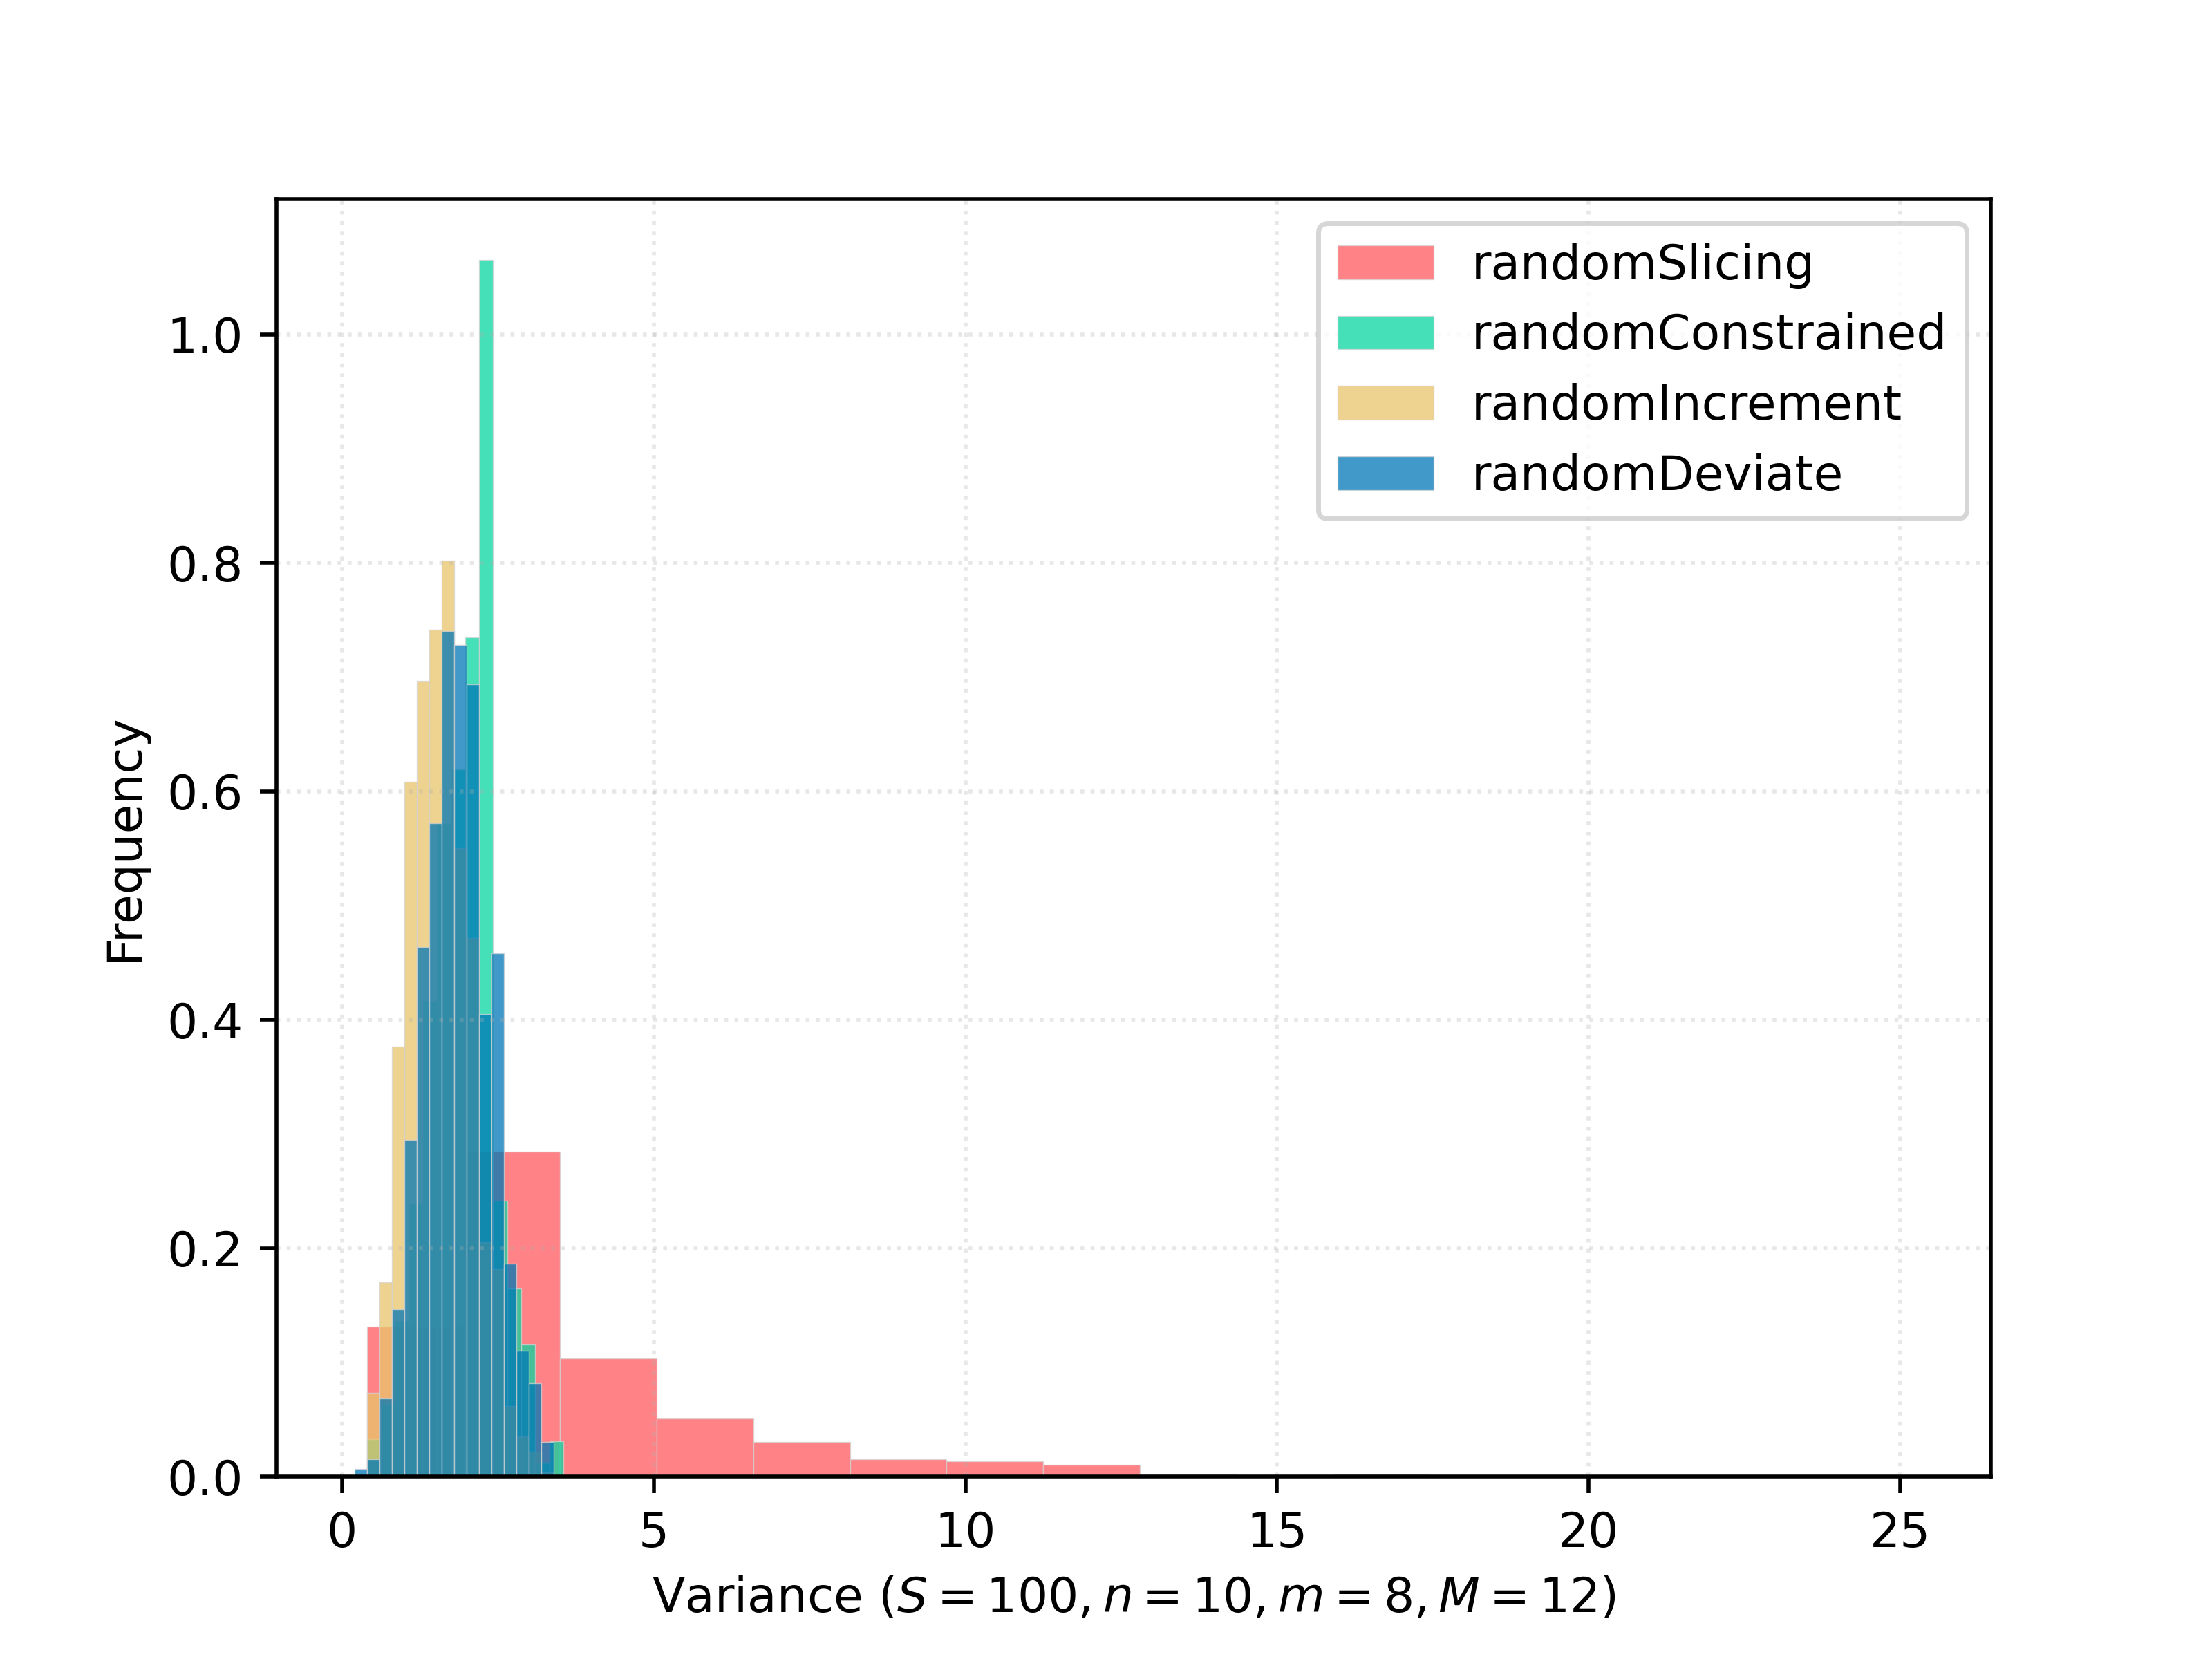 randomSlicing
randomConstrained
randomIncrement
randomDeviate
1.0
0.8
0.6
0.4
0.2
0.0
Frequency
0 5 10 15 20 25
Variance (S = 100, n = 10, m = 8, M = 12)